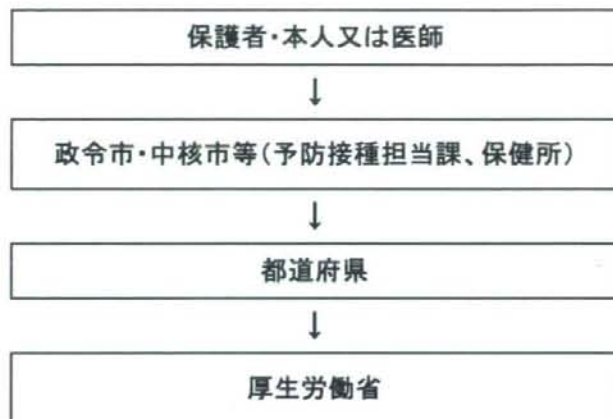 保護者・本人又は医師
↓
政令市・中核市等(予防接種担当課、保健所)
↓
都道府県
↓
厚生労働省